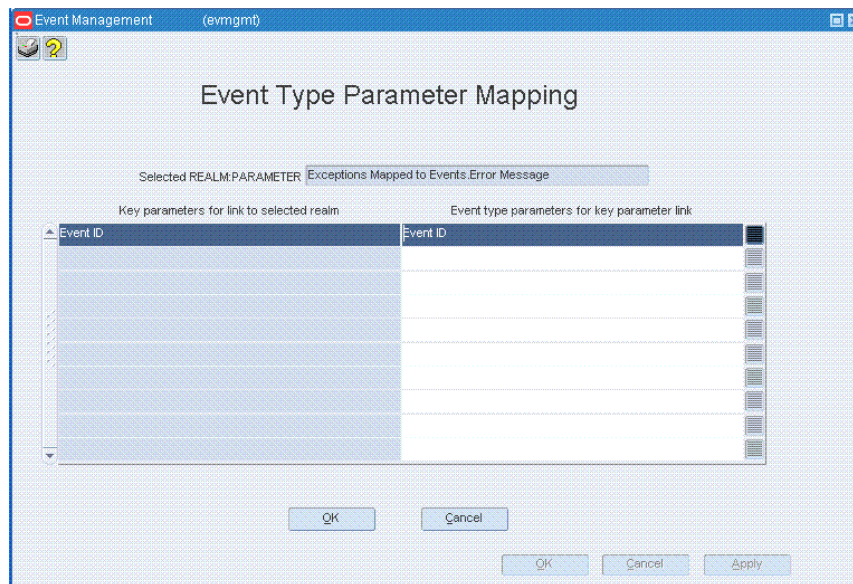 Event Management (evmgmt)
Event Type Parameter Mapping
Selected REALM:PARAMETER Exceptions Mapped to Events.Error Message
Key parameters for link to selected realm Event type parameters for key parameter link
Event ID Event ID
OK Cancel
OK Cancel Apply